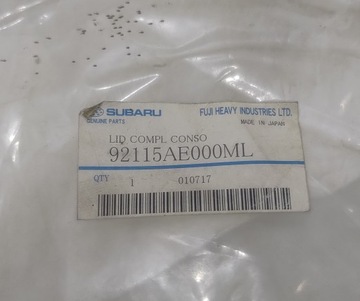 SUBARU
GENUINE PARTS
FUJI HEAVY INDUSTRIES LTD.
MADE IN JAPAN
LID COMPL CONSO
92115AE000ML
QTY 1 010717